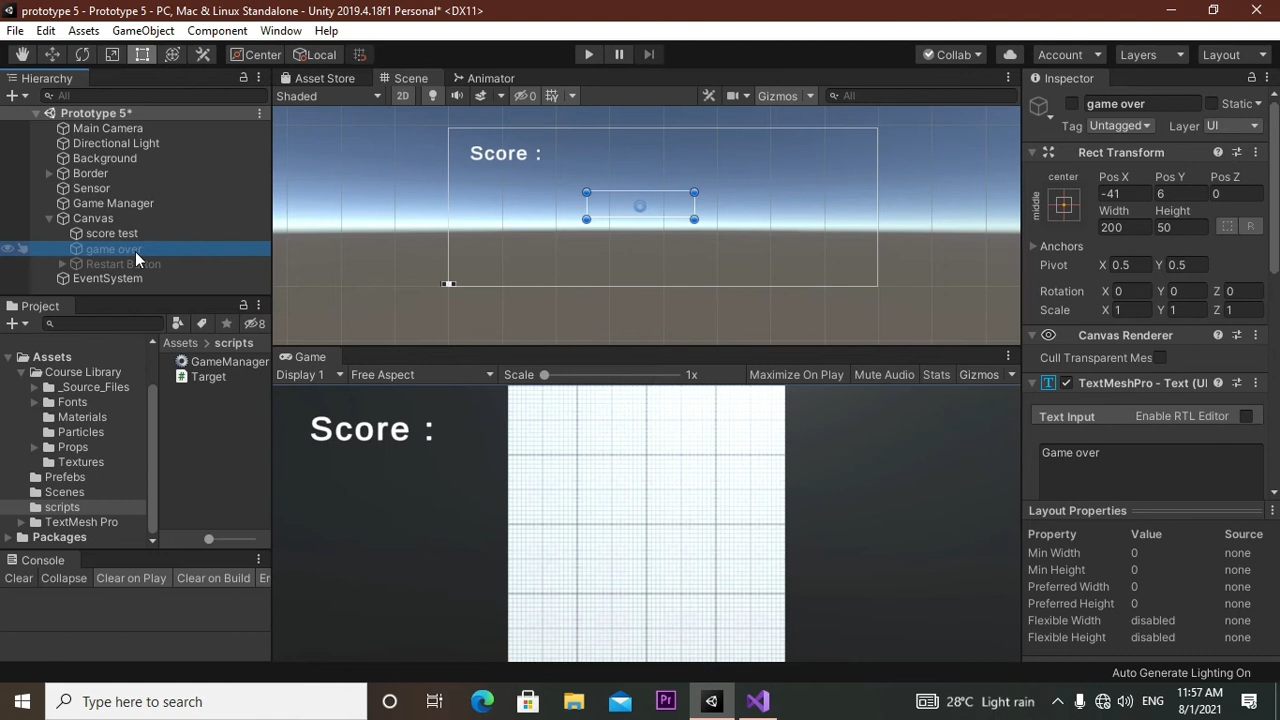 prototype 5 - Prototype 5 - PC, Mac & Linux Standalone - Unity 2019.4.18f1 Personal* <DX11>
File Edit Assets GameObject Component Window Help
Center Local Collab Account Layers Layout
Hierarchy Asset Store Scene Animator Inspector
All Shaded 2D 0 Gizmos All game over Static
Prototype 5* Tag Untagged Layer UI
Main Camera
Directional Light
Background
Border
Sensor
Game Manager
Canvas
score test
game over
Restart Button
EventSystem
Score :
Rect Transform
center Pos X Pos Y Pos Z
middle -41 6 0
Width Height
200 50 R
Anchors
Pivot X 0.5 Y 0.5
Rotation X 0 Y 0 Z 0
Scale X 1 Y 1 Z 1
Canvas Renderer
Cull Transparent Mes
TextMeshPro - Text (UI
Text Input Enable RTL Editor
Game over
Layout Properties
Property Value Source
Min Width 0 none
Min Height 0 none
Preferred Width 0 none
Preferred Height 0 none
Flexible Width disabled none
Flexible Height disabled none
Project
8
Assets
Course Library
_Source_Files
Fonts
Materials
Particles
Props
Textures
Prefebs
Scenes
scripts
TextMesh Pro
Packages
Assets scripts
GameManager
Target
Game
Display 1 Free Aspect Scale 1x Maximize On Play Mute Audio Stats Gizmos
Score :
Console
Clear Collapse Clear on Play Clear on Build Er
Auto Generate Lighting On
Type here to search Pr 28°C Light rain ENG 11:57 AM
8/1/2021